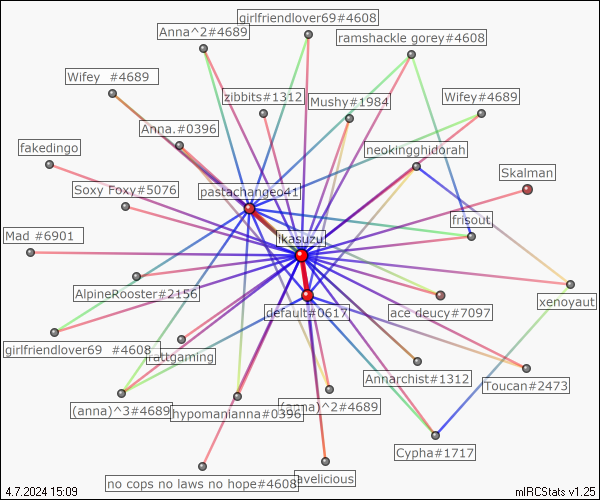 girlfriendlover69#4608
Anna^2#4689
ramshackle gorey#4608
Wifey #4689
zibbits#1312
Mushy#1984
Wifey#4689
Anna.#0396
fakedingo
neokingghidorah
Skalman
Soxy Foxy#5076
pastachangeo41
frisout
Mad #6901
ikasuzu
AlpineRooster#2156
xenoyaut
default#0617
ace deucy#7097
girlfriendlover69 #4608
rattgaming
Annarchist#1312
Toucan#2473
(anna)^3#4689
hypomanianna#0396
(anna)^2#4689
Cypha#1717
no cops no laws no hope#4608
avelicious
4.7.2024 15:09
mIRCStats v1.25